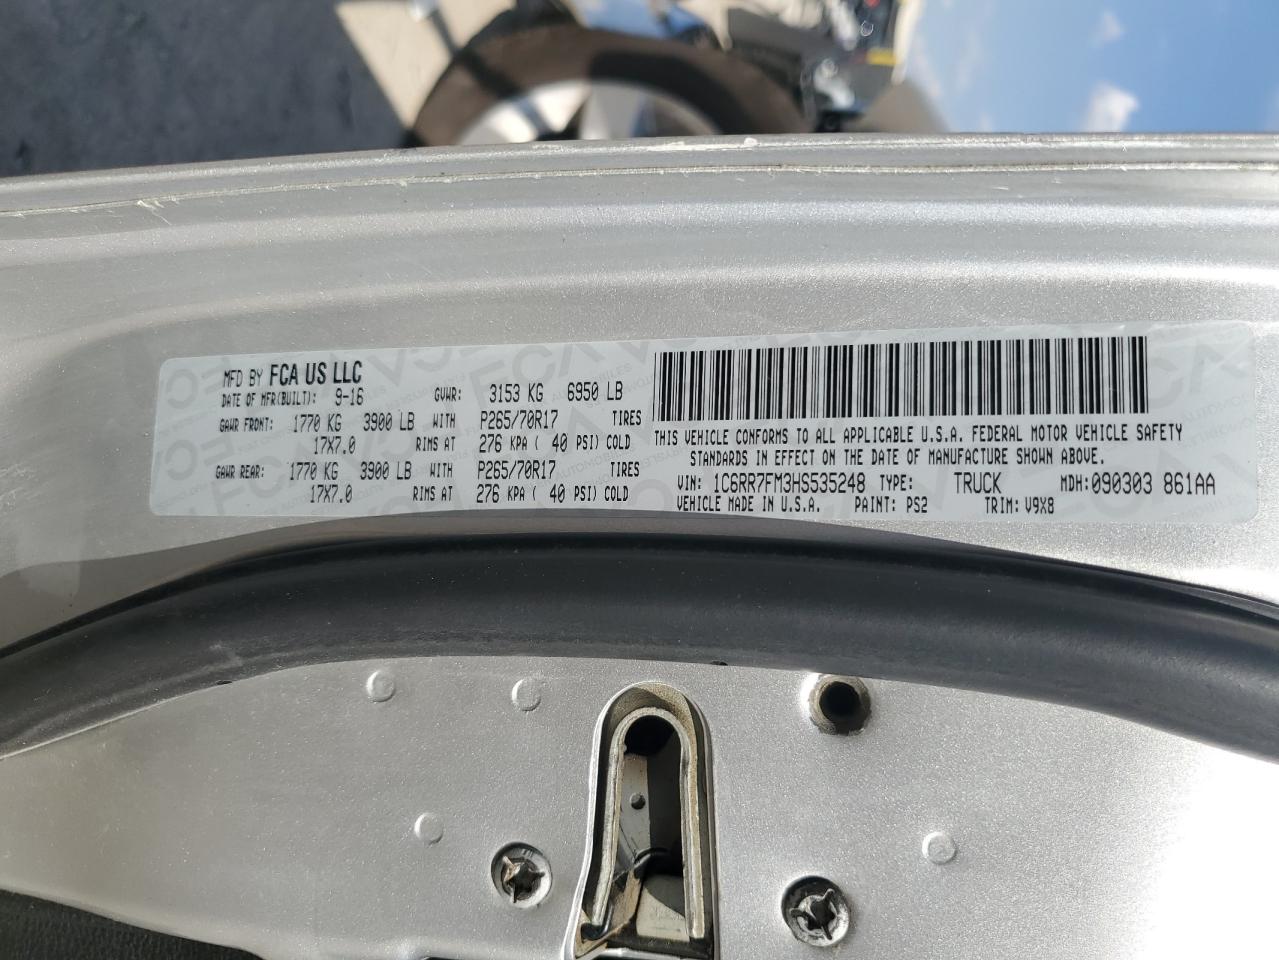 MFD BY FCA US LLC
DATE OF MFR(BUILT): 9-16 GVWR: 3153 KG 6950 LB
GAWR FRONT: 1770 KG 3900 LB WITH P265/70R17 TIRES
17X7.0 RIMS AT 276 KPA ( 40 PSI) COLD
GAWR REAR: 1770 KG 3900 LB WITH P265/70R17 TIRES
17X7.0 RIMS AT 276 KPA ( 40 PSI) COLD
THIS VEHICLE CONFORMS TO ALL APPLICABLE U.S.A. FEDERAL MOTOR VEHICLE SAFETY
STANDARDS IN EFFECT ON THE DATE OF MANUFACTURE SHOWN ABOVE.
VIN: 1C6RR7FM3HS535248 TYPE: TRUCK MDH: 090303 861AA
VEHICLE MADE IN U.S.A. PAINT: PS2 TRIM: V9X8